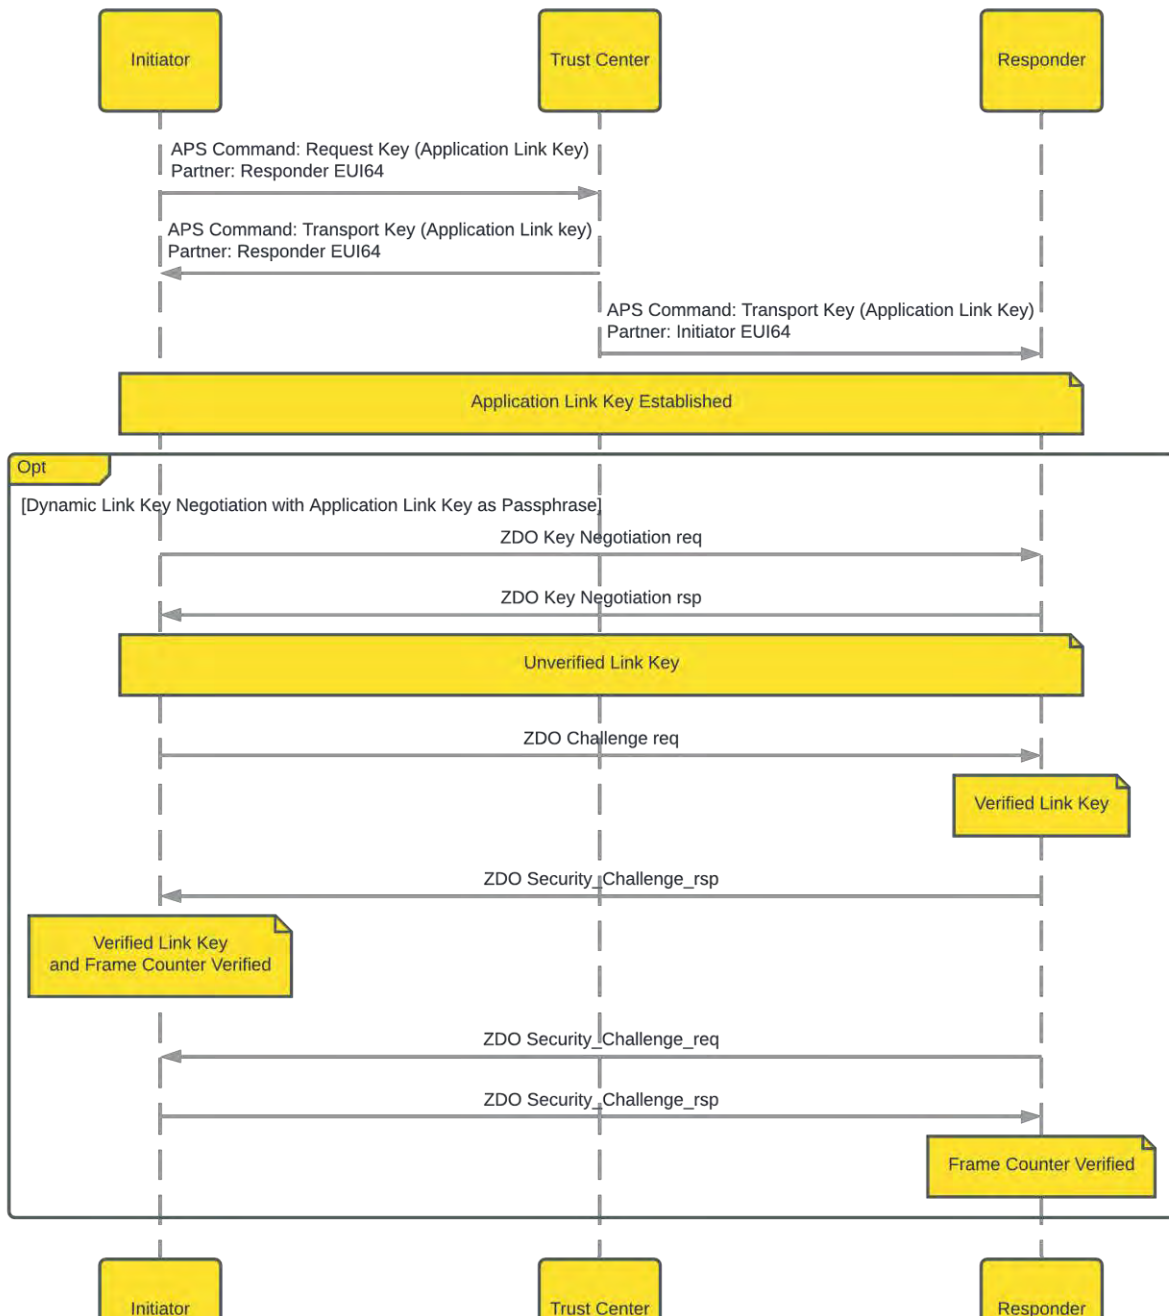 Initiator
Trust Center
Responder
APS Command: Request Key (Application Link Key)
Partner: Responder EUI64
APS Command: Transport Key (Application Link key)
Partner: Responder EUI64
APS Command: Transport Key (Application Link Key)
Partner: Initiator EUI64
Application Link Key Established
Opt
[Dynamic Link Key Negotiation with Application Link Key as Passphrase]
ZDO Key Negotiation req
ZDO Key Negotiation rsp
Unverified Link Key
ZDO Challenge req
Verified Link Key
ZDO Security_Challenge_rsp
Verified Link Key
and Frame Counter Verified
ZDO Security_Challenge_req
ZDO Security_Challenge_rsp
Frame Counter Verified
Initiator
Trust Center
Responder